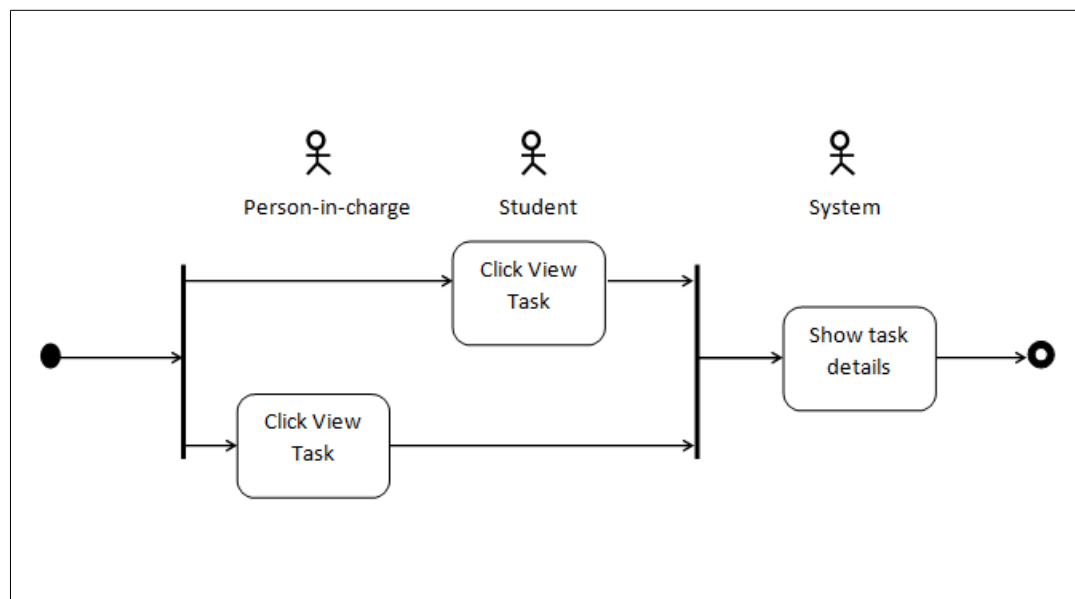 Person-in-charge
Student
System
Click View
Task
Show task
details
Click View
Task